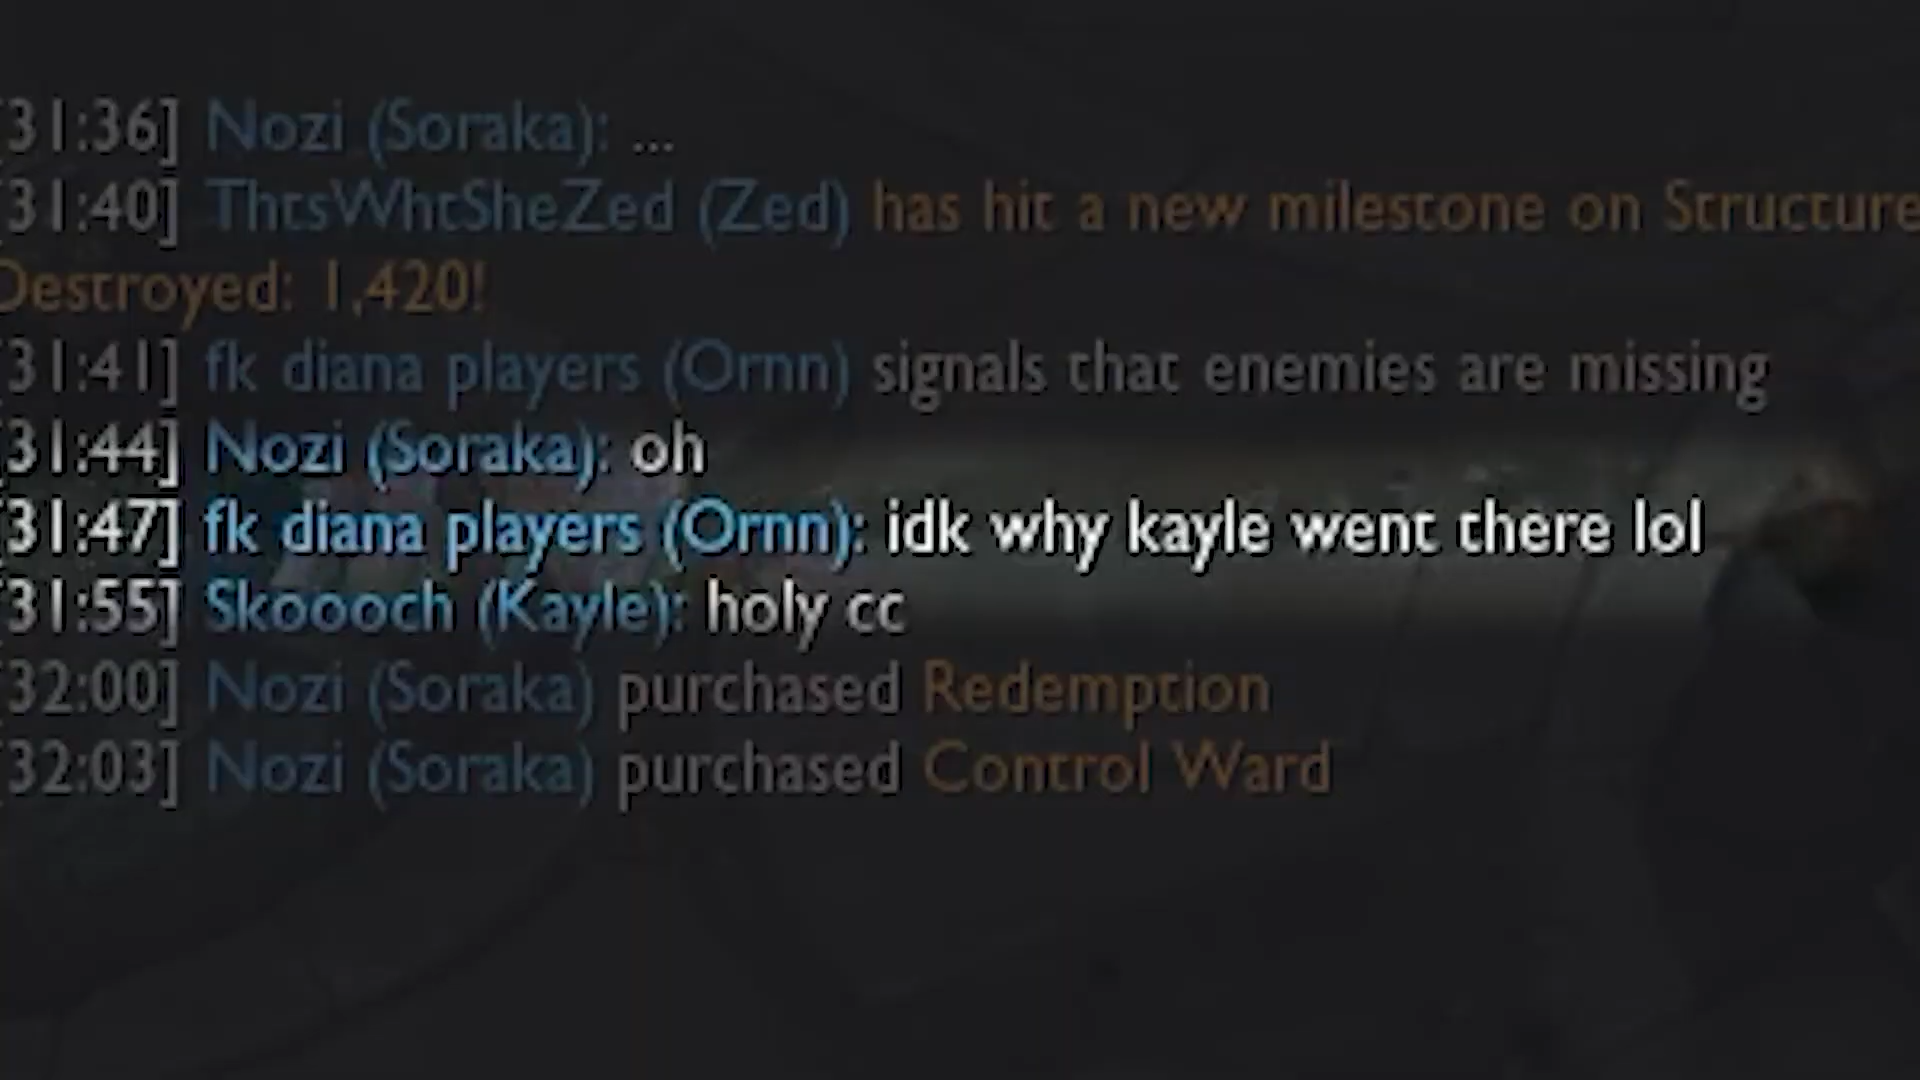 [31:36] Nozi (Soraka): ...
[31:40] ThtsWhtSheZed (Zed) has hit a new milestone on Structure
Destroyed: 1,420!
[31:41] fk diana players (Ornn) signals that enemies are missing
[31:44] Nozi (Soraka): oh
[31:47] fk diana players (Ornn): idk why kayle went there lol
[31:55] Skoooch (Kayle): holy cc
[32:00] Nozi (Soraka) purchased Redemption
[32:03] Nozi (Soraka) purchased Control Ward